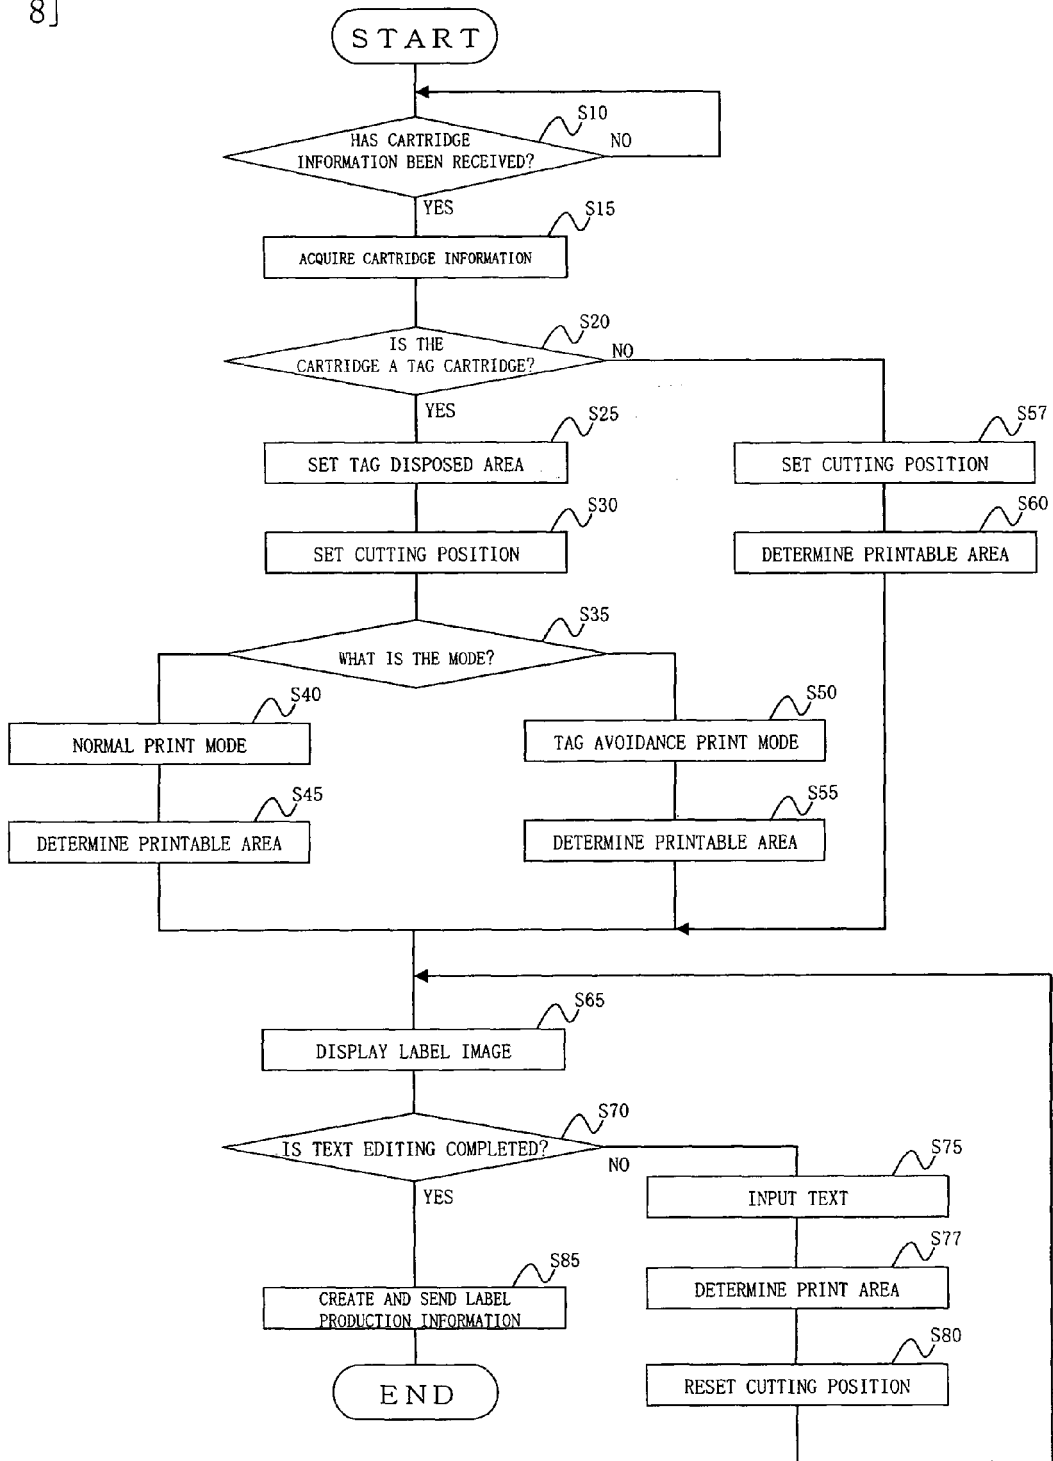 8]
START
S10
HAS CARTRIDGE
INFORMATION BEEN RECEIVED?
NO
YES
S15
ACQUIRE CARTRIDGE INFORMATION
S20
IS THE
CARTRIDGE A TAG CARTRIDGE?
NO
YES
S25
SET TAG DISPOSED AREA
S57
SET CUTTING POSITION
S30
SET CUTTING POSITION
S60
DETERMINE PRINTABLE AREA
S35
WHAT IS THE MODE?
S40
NORMAL PRINT MODE
S50
TAG AVOIDANCE PRINT MODE
S45
DETERMINE PRINTABLE AREA
S55
DETERMINE PRINTABLE AREA
S65
DISPLAY LABEL IMAGE
S70
IS TEXT EDITING COMPLETED?
NO
YES
S75
INPUT TEXT
S77
DETERMINE PRINT AREA
S85
CREATE AND SEND LABEL
PRODUCTION INFORMATION
S80
RESET CUTTING POSITION
END